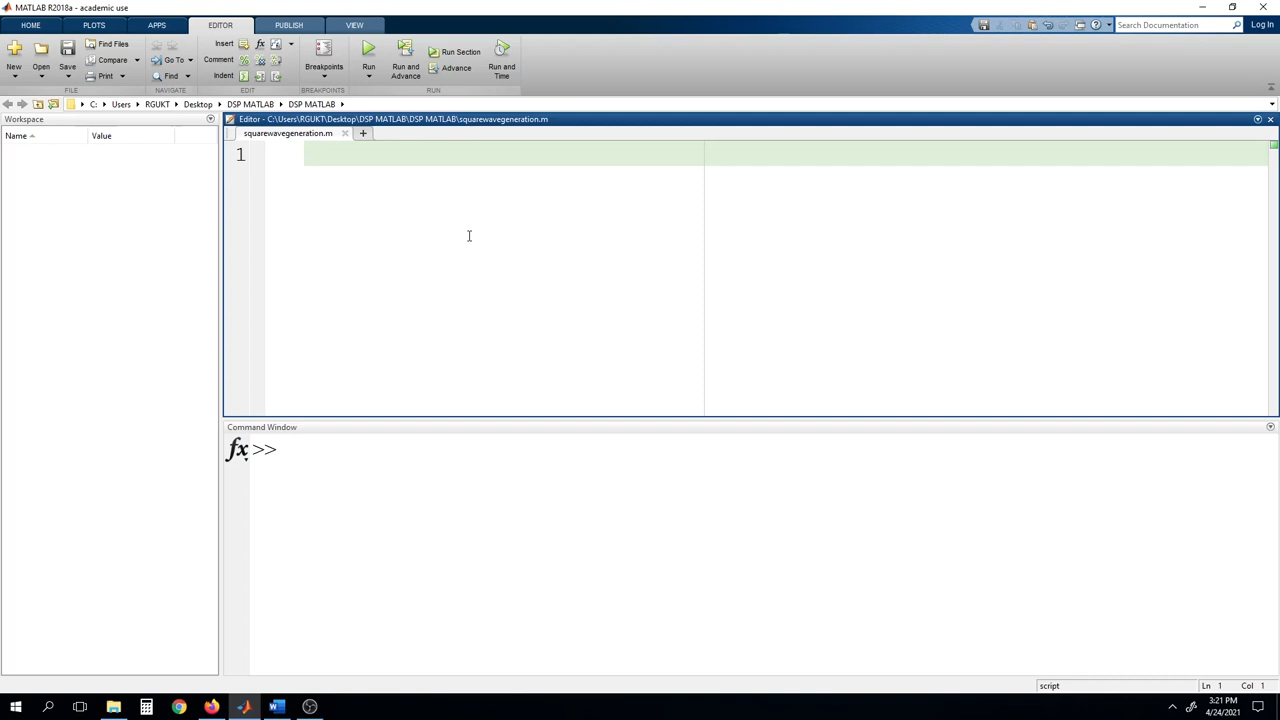 MATLAB R2018a - academic use
HOME PLOTS APPS EDITOR PUBLISH VIEW Search Documentation Log In
Find Files Insert fx Run Section
Compare Go To Comment
New Open Save Print Find Indent Breakpoints Run Run and Advance Advance Run and Time
FILE NAVIGATE EDIT BREAKPOINTS RUN
C: Users RGUKT Desktop DSP MATLAB DSP MATLAB
Workspace
Name Value
Editor - C:\Users\RGUKT\Desktop\DSP MATLAB\DSP MATLAB\squarewavegeneration.m
squarewavegeneration.m
1
Command Window
fx >>
script Ln 1 Col 1
3:21 PM
4/24/2021